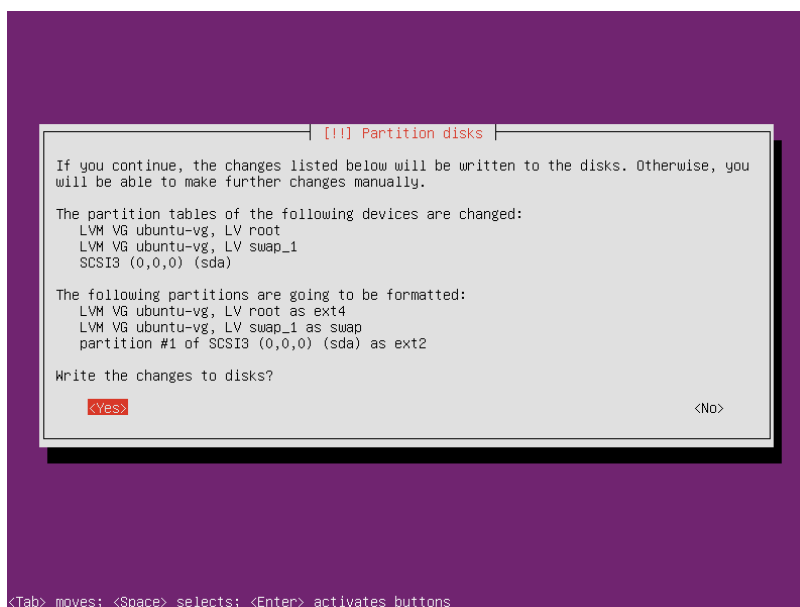 [!!] Partition disks
If you continue, the changes listed below will be written to the disks. Otherwise, you
will be able to make further changes manually.
The partition tables of the following devices are changed:
LVM VG ubuntu-vg, LV root
LVM VG ubuntu-vg, LV swap_1
SCSI3 (0,0,0) (sda)
The following partitions are going to be formatted:
LVM VG ubuntu-vg, LV root as ext4
LVM VG ubuntu-vg, LV swap_1 as swap
partition #1 of SCSI3 (0,0,0) (sda) as ext2
Write the changes to disks?
<Yes> <No>
<Tab> moves; <Space> selects; <Enter> activates buttons